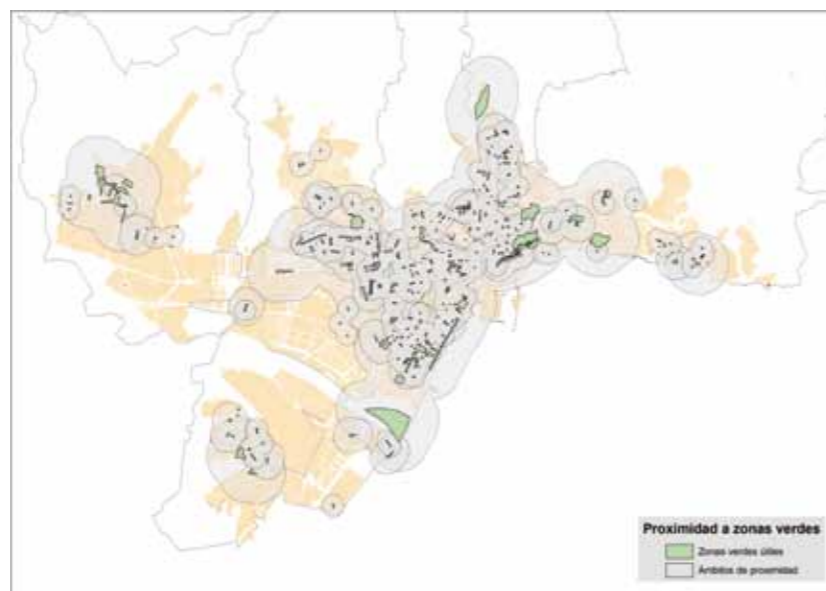 Proximidad a zonas verdes
Zonas verdes útiles
Ámbitos de proximidad